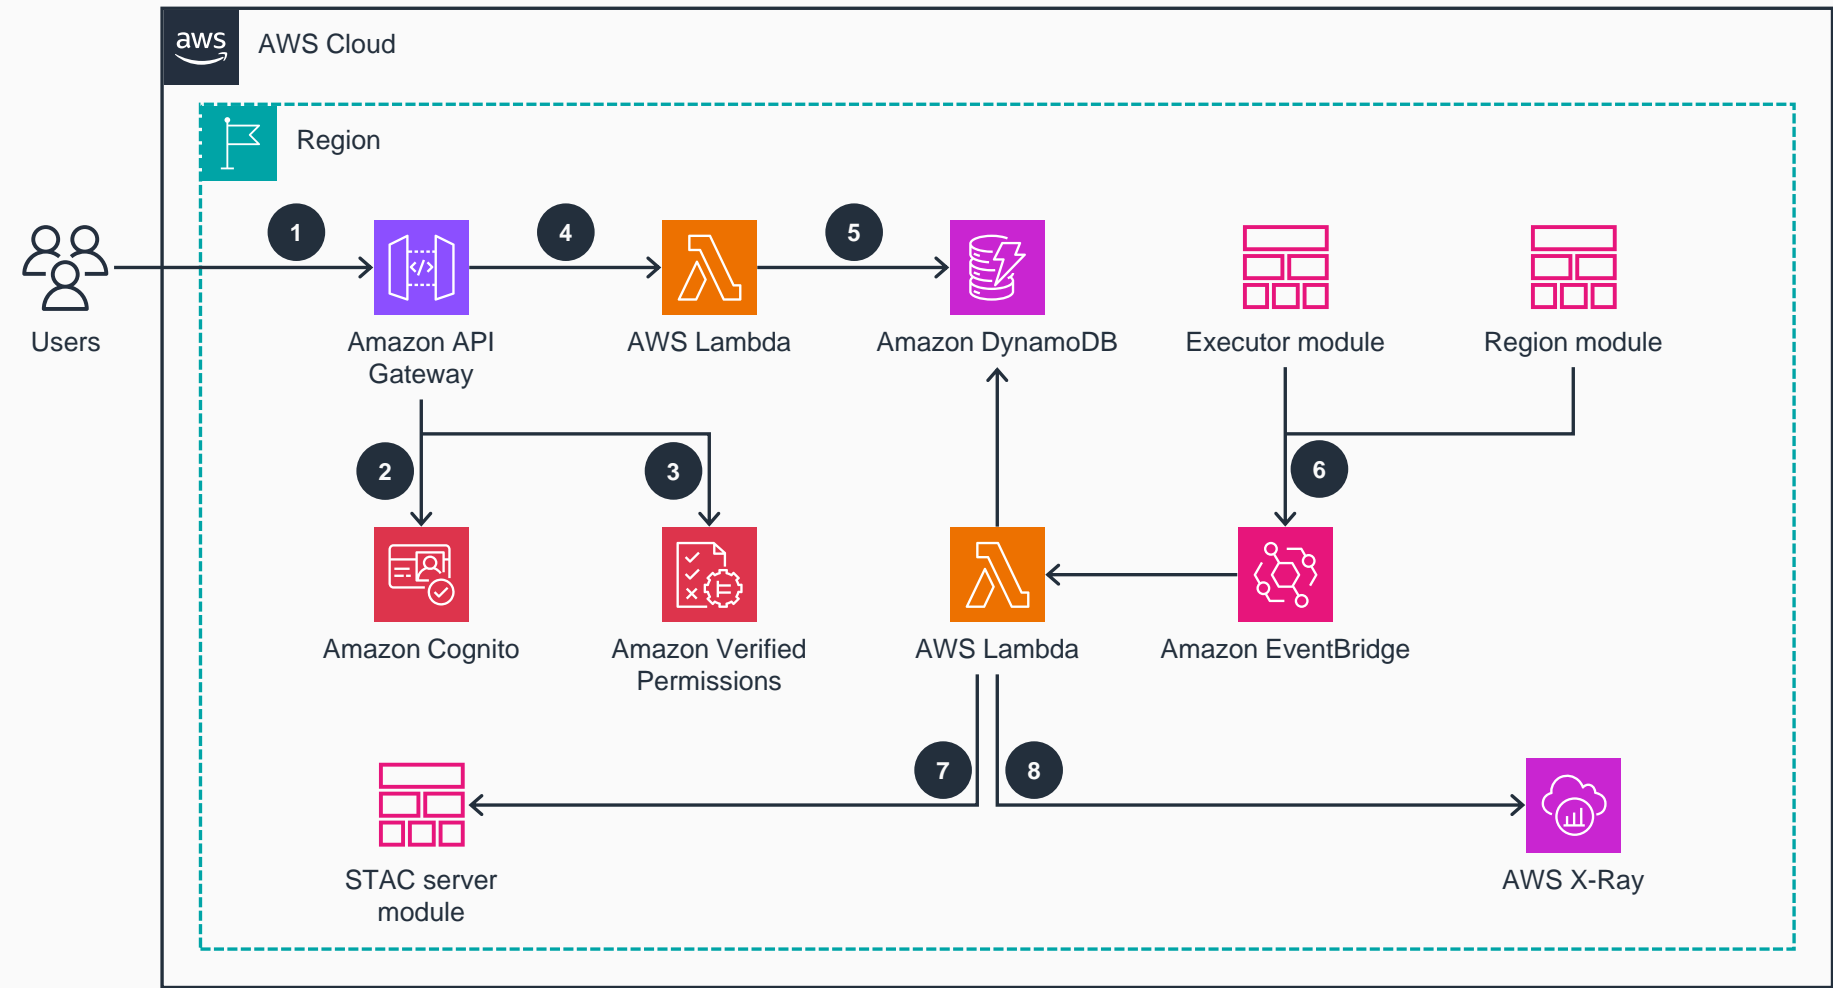 aws
AWS Cloud
Region
1
4
5
Users
Amazon API
Gateway
AWS Lambda
Amazon DynamoDB
Executor module
Region module
2
3
6
Amazon Cognito
Amazon Verified
Permissions
AWS Lambda
Amazon EventBridge
7
8
STAC server
module
AWS X-Ray